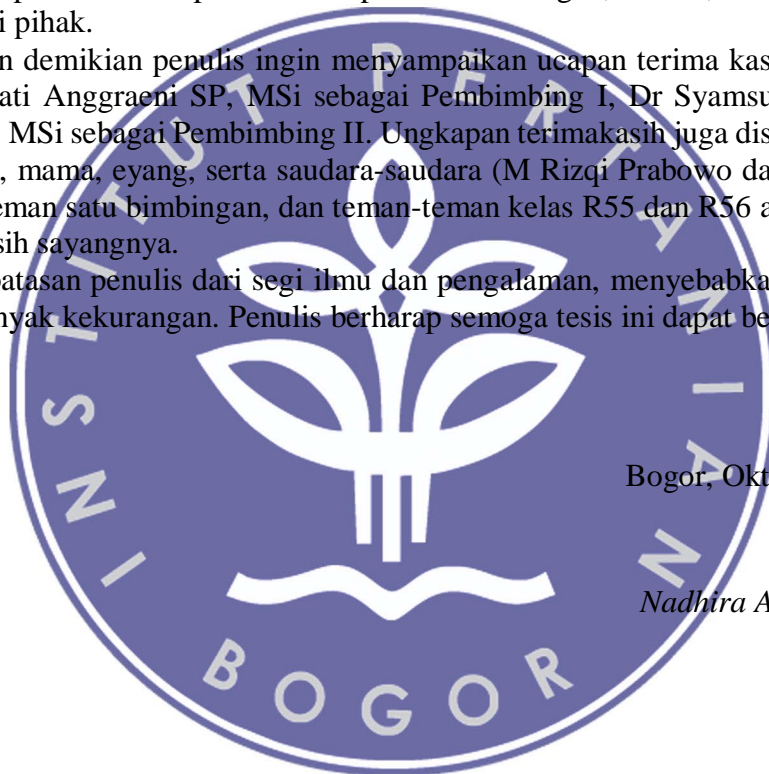 i pihak.
n demikian penulis ingin menyampaikan ucapan terima kas
ati Anggraeni SP, MSi sebagai Pembimbing I, Dr Syamsu
MSi sebagai Pembimbing II. Ungkapan terimakasih juga dis
, mama, eyang, serta saudara-saudara (M Rizqi Prabowo da
eman satu bimbingan, dan teman-teman kelas R55 dan R56 a
sih sayangnya.
batasan penulis dari segi ilmu dan pengalaman, menyebabka
nyak kekurangan. Penulis berharap semoga tesis ini dapat be
Bogor, Okt
Nadhira A
INSTITUT PERTANIAN
BOGOR